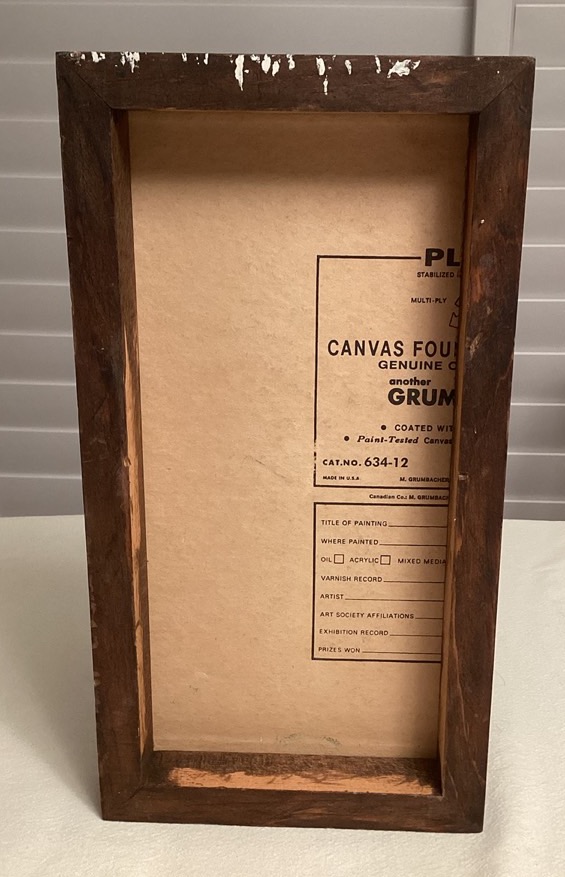 PL
STABILIZED
MULTI-PLY
CANVAS FOU
GENUINE C
another
GRUM
• COATED WIT
• Paint-Tested Canvas
CAT.NO. 634-12
MADE IN U.S.A. M. GRUMBACHER
Canadian Co.: M. GRUMBACH
TITLE OF PAINTING
WHERE PAINTED
OIL ☐ ACRYLIC ☐ MIXED MEDIA
VARNISH RECORD
ARTIST
ART SOCIETY AFFILIATIONS
EXHIBITION RECORD
PRIZES WON